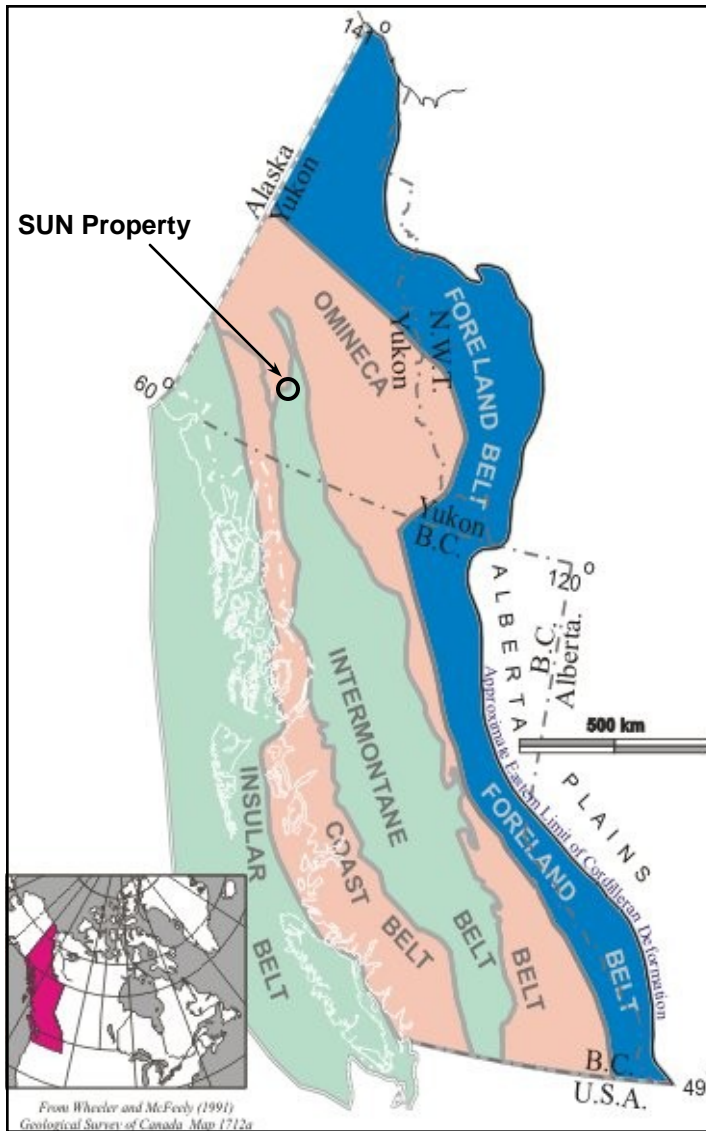 141°
Alaska
Yukon
SUN Property
OMINECA
Yukon
N.W.T.
FORELAND BELT
60°
Yukon
B.C.
120°
ALBERTA PLAINS
B.C.
Alberta.
Approximate Eastern Limit of Cordilleran Deformation
500 km
INTERMONTANE
BELT
INSULAR
BELT
COAST
BELT
FORELAND
BELT
BELT
B.C.
U.S.A.
49
From Wheeler and McFeely (1991)
Geological Survey of Canada Map 1712a